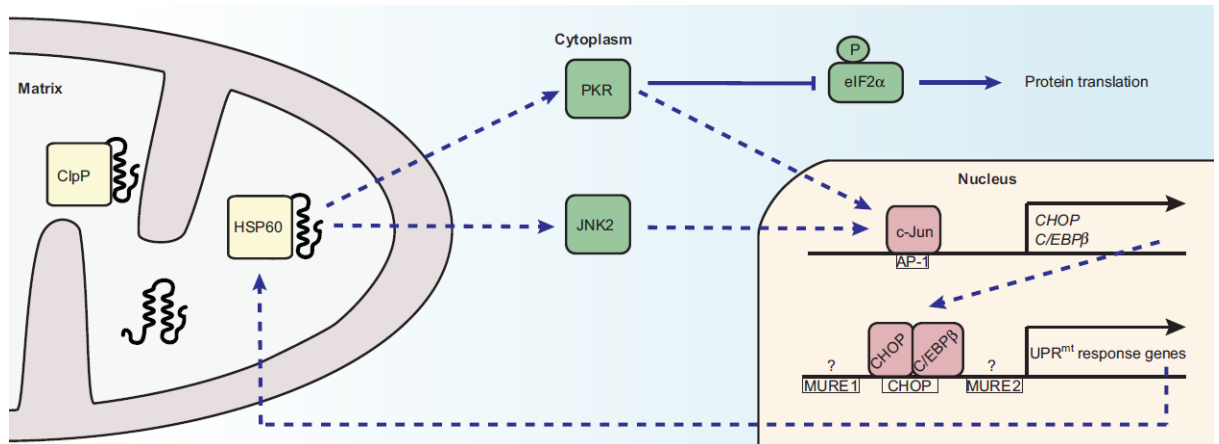 Cytoplasm
P
Matrix
PKR
eIF2α
Protein translation
ClpP
Nucleus
HSP60
JNK2
c-Jun
CHOP
C/EBPβ
AP-1
CHOP
C/EBPβ
UPRmt response genes
?
?
MURE1
CHOP
MURE2